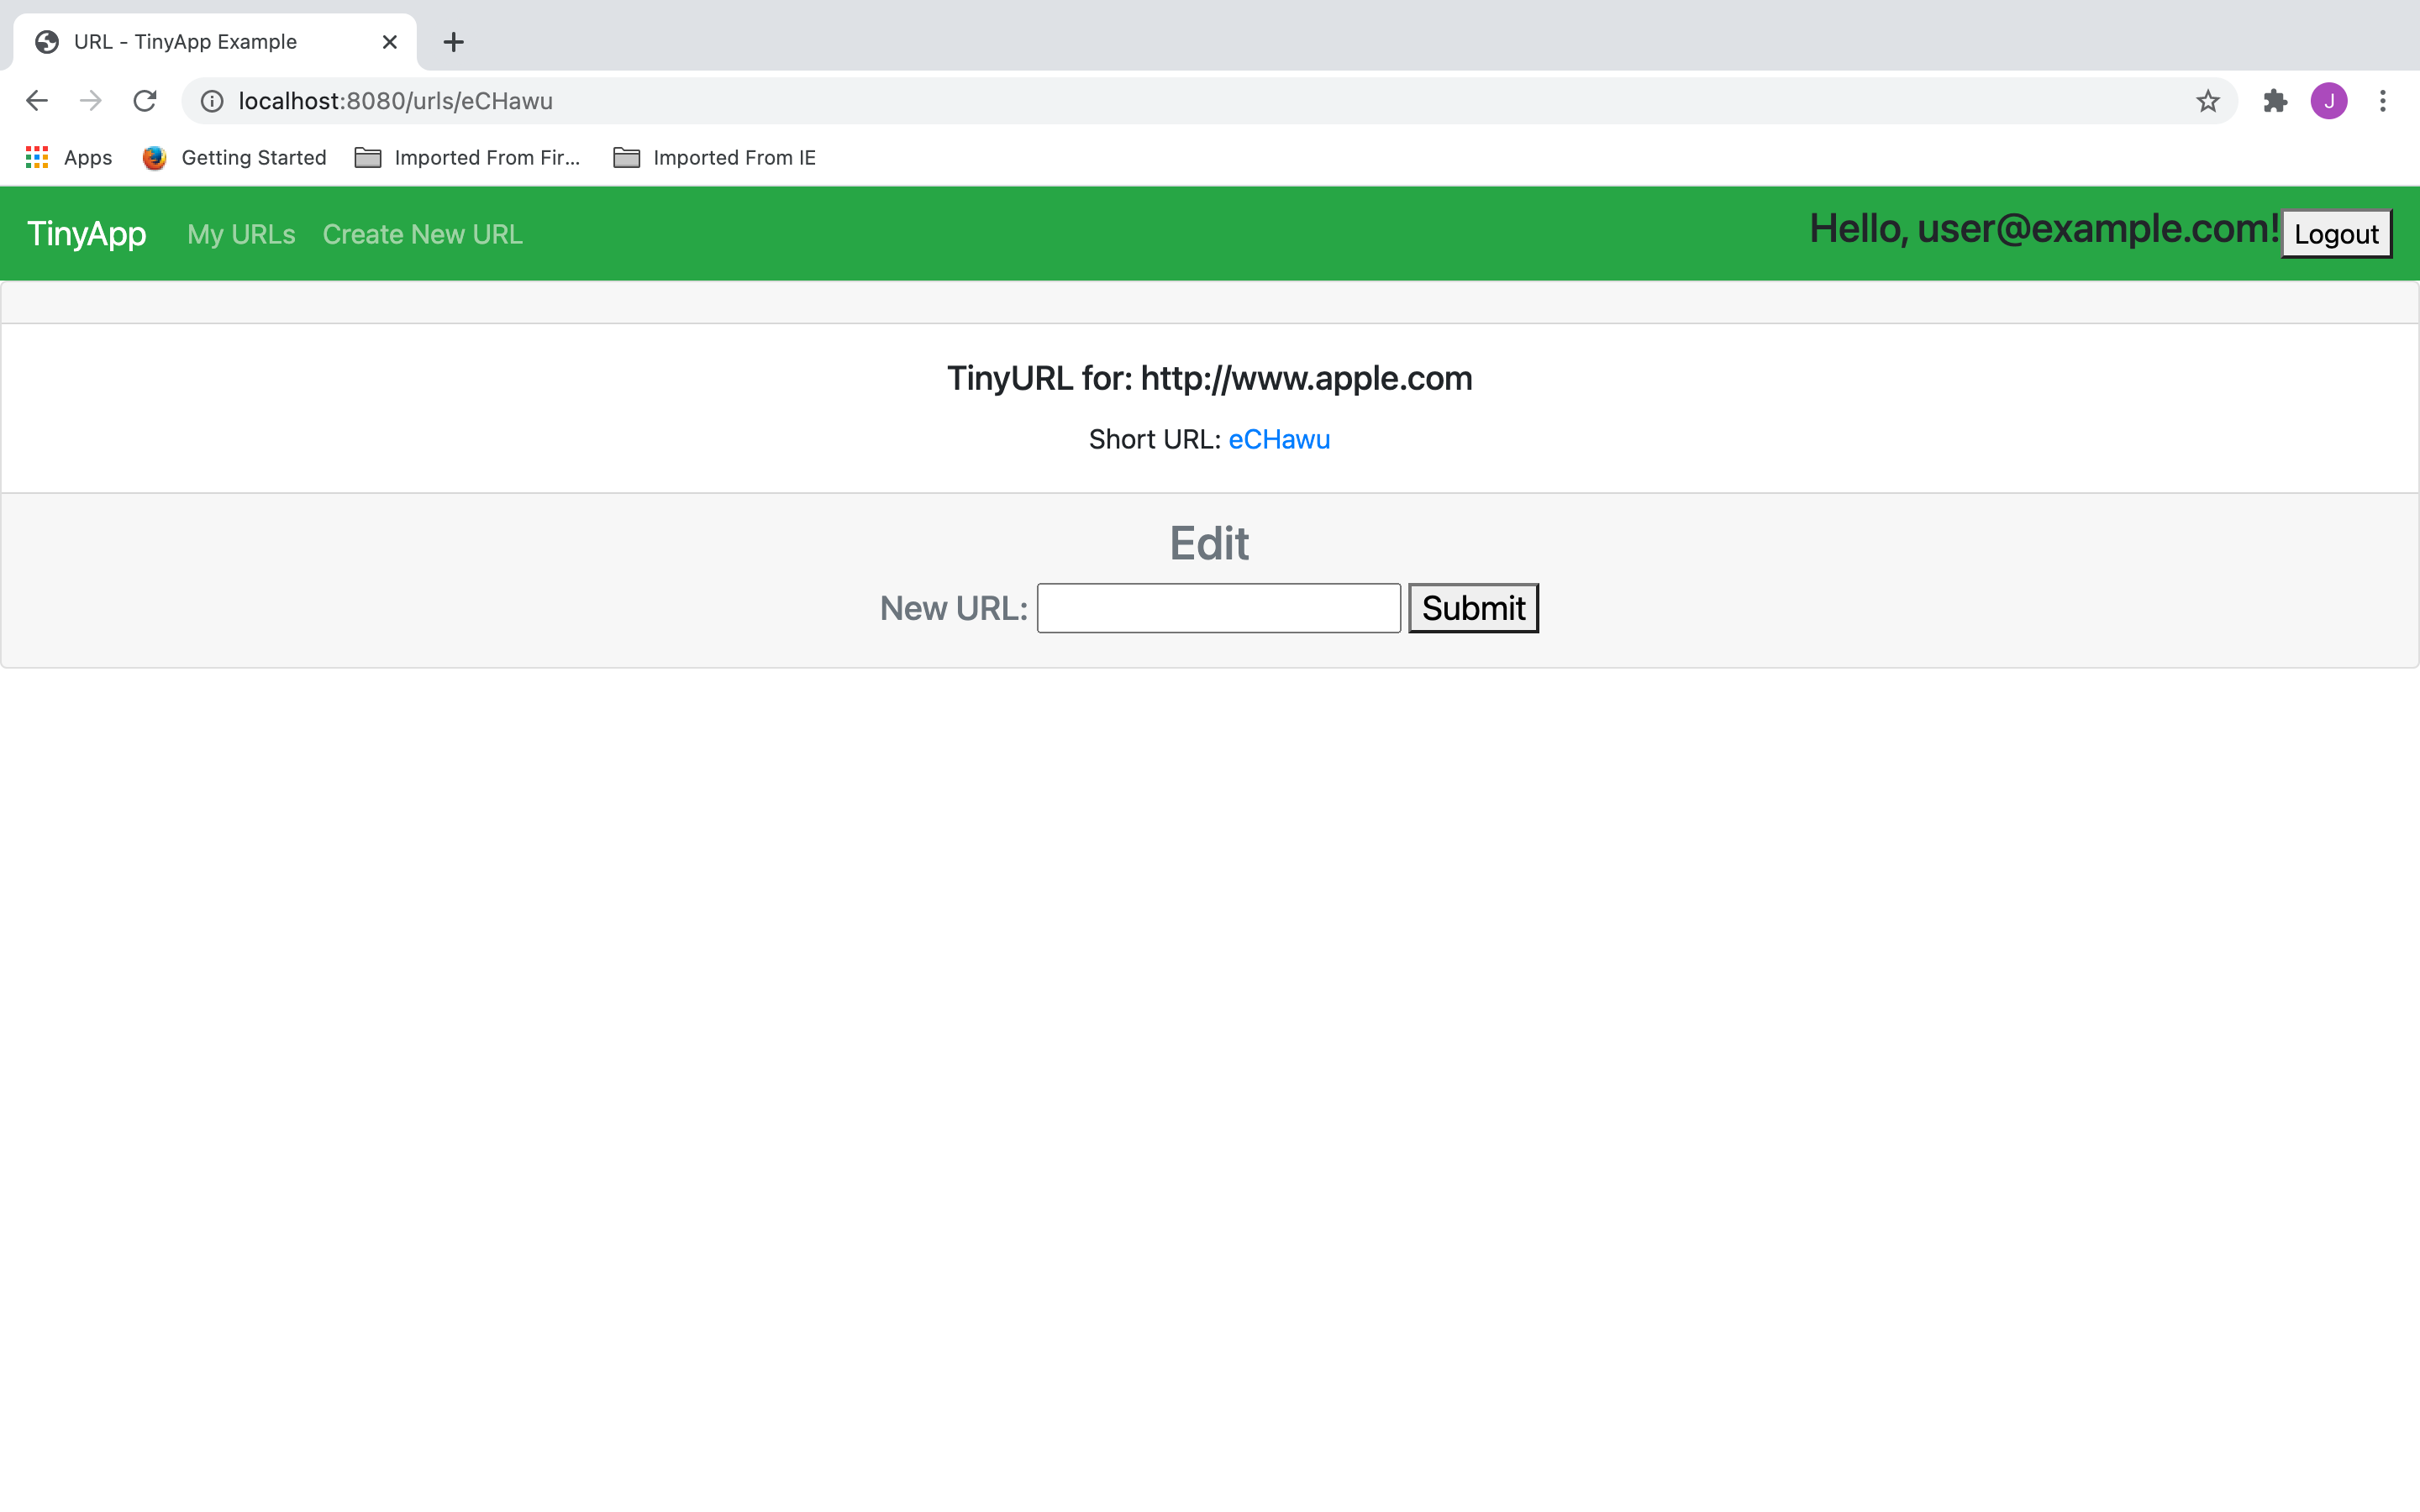 URL - TinyApp Example
localhost:8080/urls/eCHawu
J
Apps Getting Started Imported From Fir... Imported From IE
TinyApp My URLs Create New URL Hello, user@example.com! Logout
TinyURL for: http://www.apple.com
Short URL: eCHawu
Edit
New URL: Submit